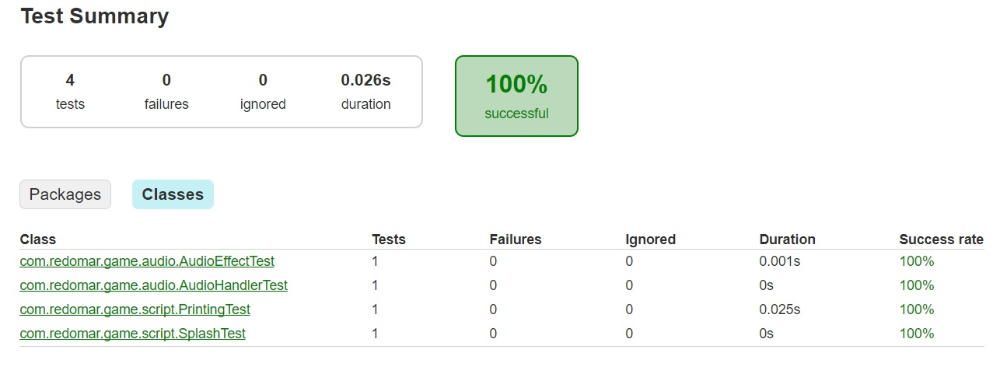 Test Summary
4 0 0 0.026s 100%
tests failures ignored duration successful
Packages Classes
Class Tests Failures Ignored Duration Success rate
com.redomar.game.audio.AudioEffectTest 1 0 0 0.001s 100%
com.redomar.game.audio.AudioHandlerTest 1 0 0 0s 100%
com.redomar.game.script.PrintingTest 1 0 0 0.025s 100%
com.redomar.game.script.SplashTest 1 0 0 0s 100%